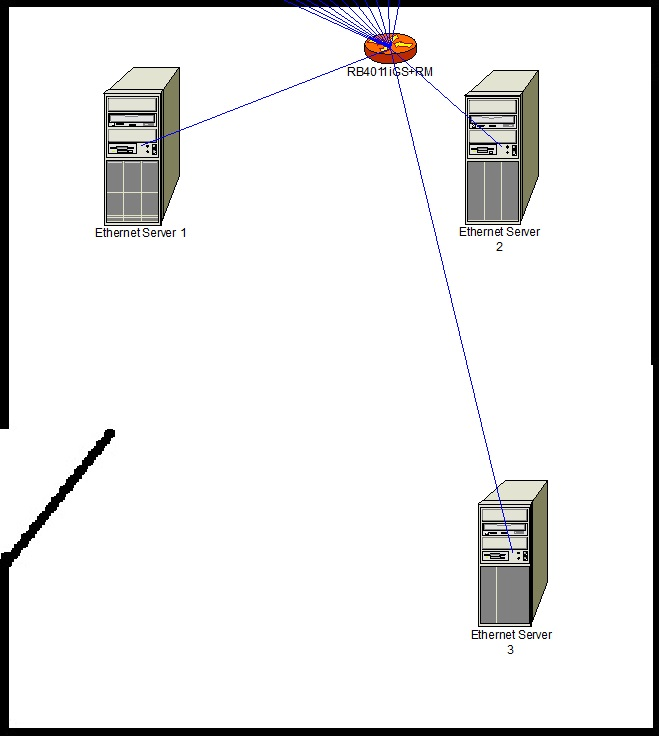 RB4011iGS+RM
Ethernet Server 1
Ethernet Server
2
Ethernet Server
3